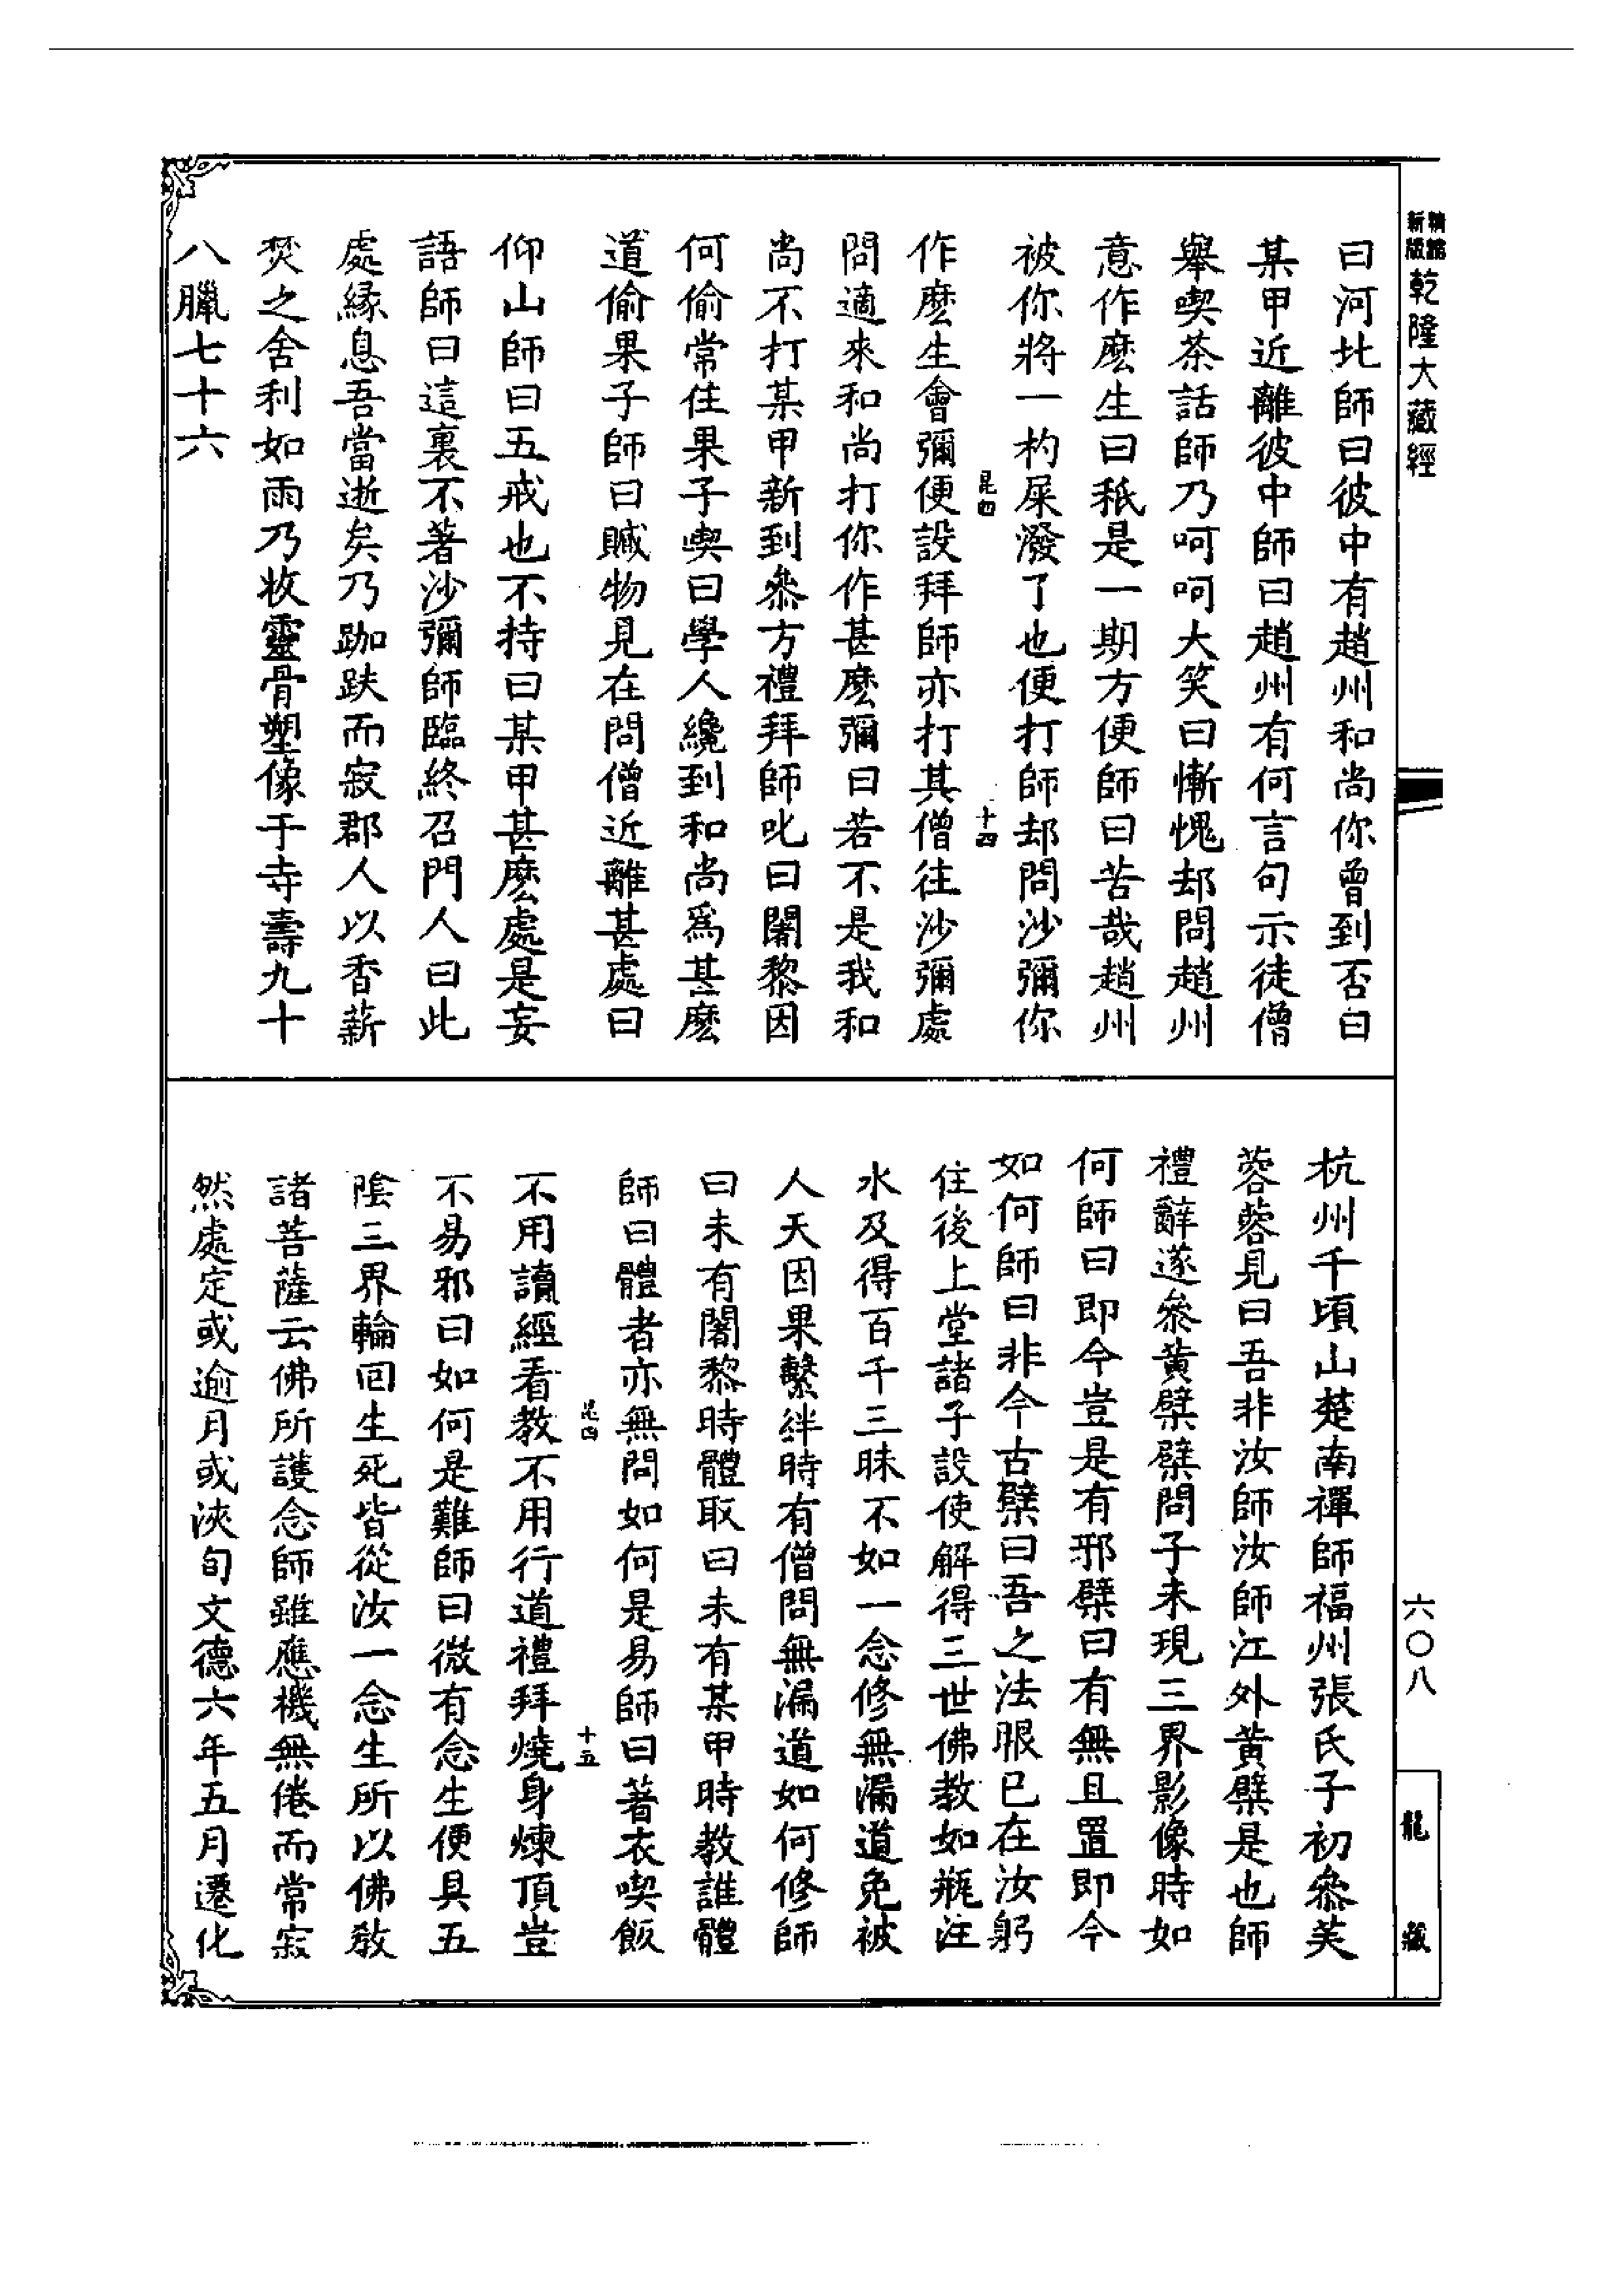 新版
精縮
乾隆大藏經
曰河北師曰彼中有趙州和尚你曾到否曰
某甲近離彼中師曰趙州有何言句示徒僧
舉喫茶話師乃呵呵大笑曰慚愧却問趙州
意作麽生曰秖是一期方便師曰苦哉趙州
被你將一杓屎潑了也便打師却問沙彌你
昆四 十四
作麽生會彌便設拜師亦打其僧往沙彌處
問適來和尚打你作甚麽彌曰若不是我和
尚不打某甲新到叅方禮拜師叱曰闍黎因
何偷常住果子喫曰學人纔到和尚爲甚麽
道偷果子師曰贓物見在問僧近離甚處曰
仰山師曰五戒也不持曰某甲甚麽處是妄
語師曰這裏不著沙彌師臨終召門人曰此
處緣息吾當逝矣乃跏趺而寂郡人以香薪
焚之舍利如雨乃收靈骨塑像于寺壽九十
八臘七十六
杭州千頃山楚南禪師福州張氏子初叅芙
蓉蓉見曰吾非汝師汝師江外黃檗是也師
禮辭遂叅黃檗檗問子未現三界影像時如
何師曰即今豈是有邪檗曰有無且置即今
如何師曰非今古檗曰吾之法眼已在汝躬
住後上堂諸子設使解得三世佛教如瓶注
水及得百千三昧不如一念修無漏道免被
人天因果繫絆時有僧問無漏道如何修師
曰未有闍黎時體取曰未有某甲時教誰體
師曰體者亦無問如何是易師曰著衣喫飯
昆四 十五
不用讀經看教不用行道禮拜燒身煉頂豈
不易邪曰如何是難師曰微有念生便具五
陰三界輪回生死皆從汝一念生所以佛教
諸菩薩云佛所護念師雖應機無倦而常寂
然處定或逾月或浹旬文德六年五月遷化
六〇八
龍藏